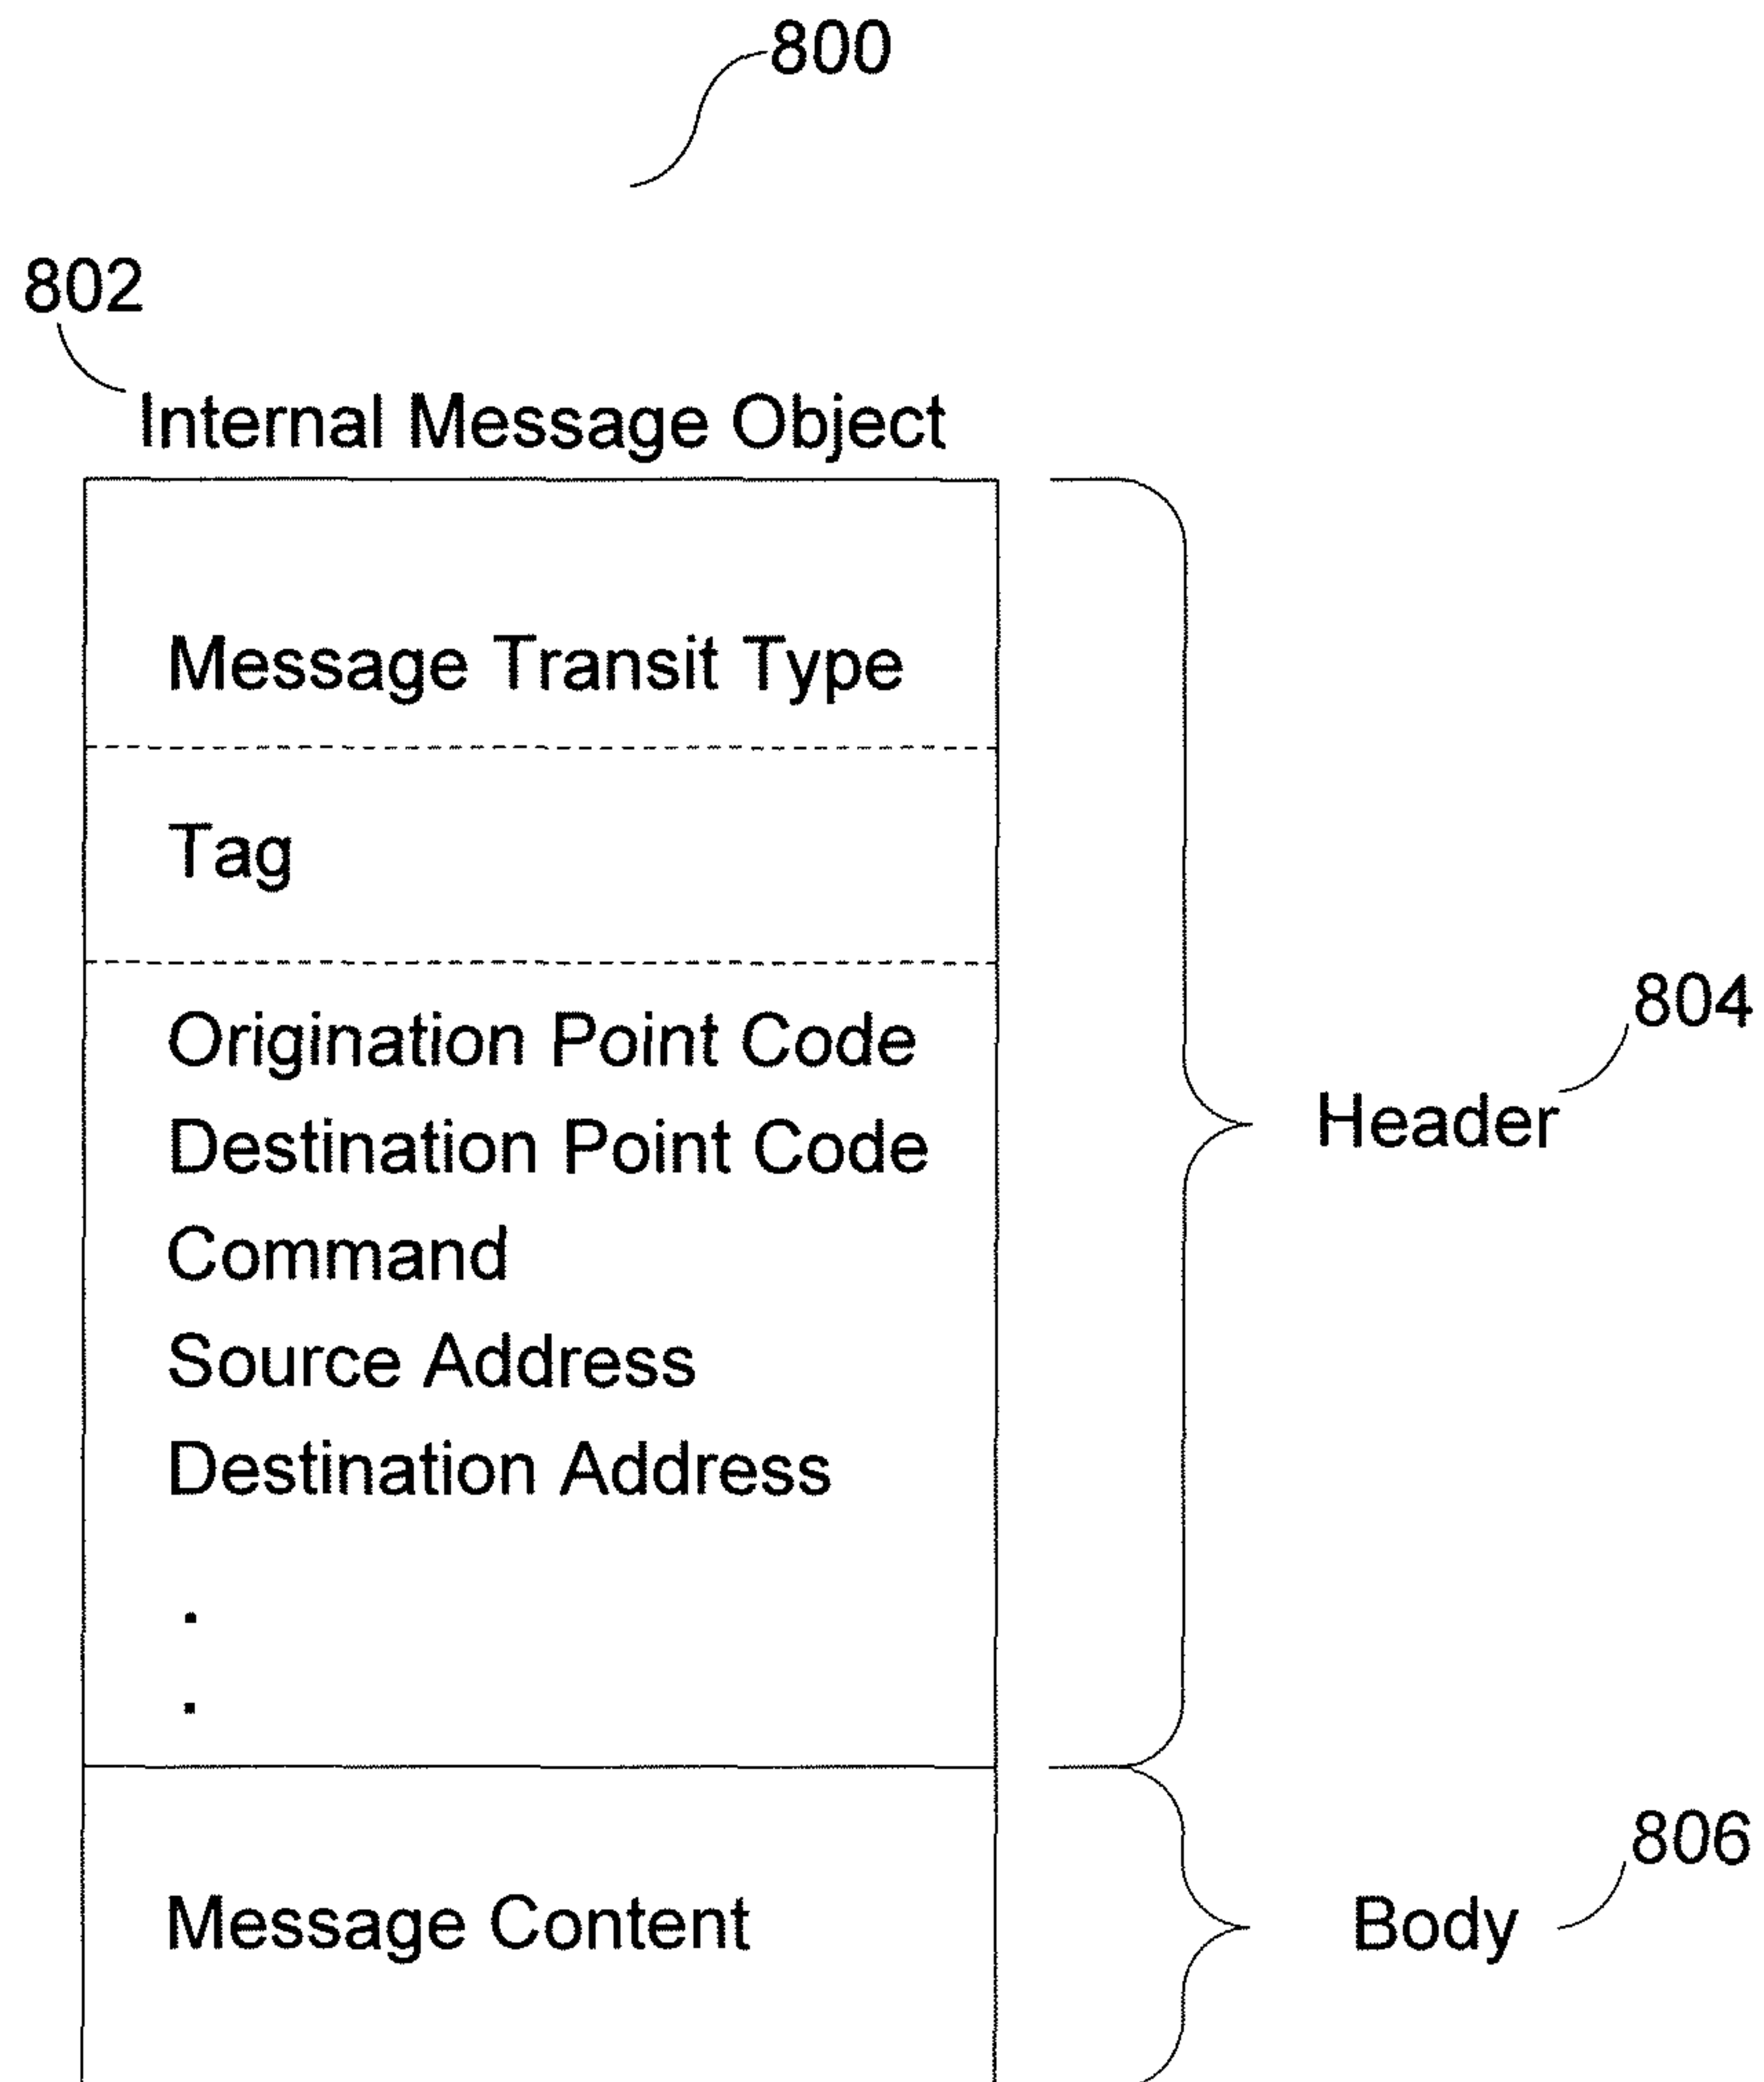 800
802
Internal Message Object
Message Transit Type
Tag
Origination Point Code
Destination Point Code
Command
Source Address
Destination Address
.
.
Header
804
Message Content
Body
806